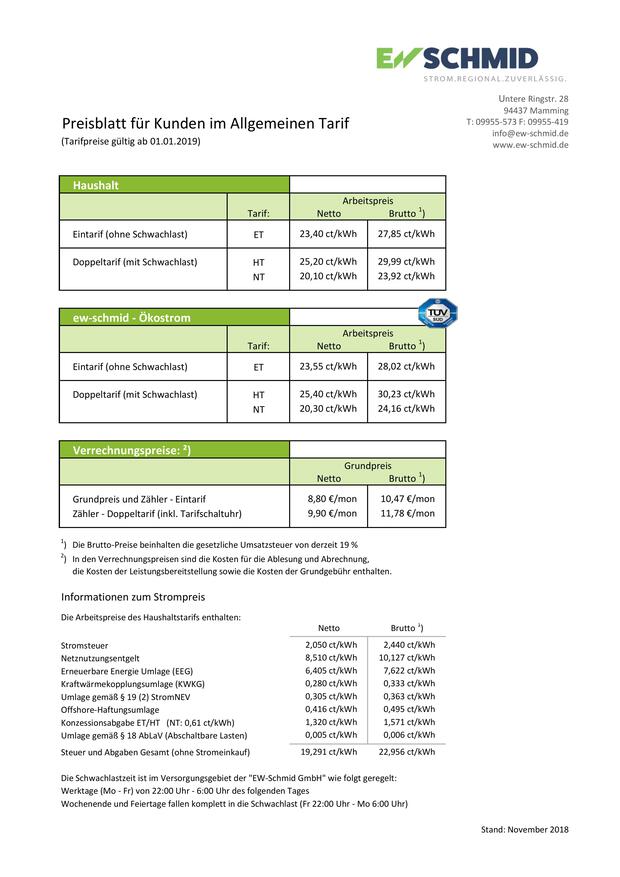 EWSCHMID
STROM.REGIONAL.ZUVERLÄSSIG.
Untere Ringstr. 28
94437 Mamming
T: 09955-573 F: 09955-419
info@ew-schmid.de
www.ew-schmid.de
Preisblatt für Kunden im Allgemeinen Tarif
(Tarifpreise gültig ab 01.01.2019)
Haushalt
Arbeitspreis
Tarif: Netto Brutto ¹)
Eintarif (ohne Schwachlast) ET 23,40 ct/kWh 27,85 ct/kWh
Doppeltarif (mit Schwachlast) HT 25,20 ct/kWh 29,99 ct/kWh
NT 20,10 ct/kWh 23,92 ct/kWh
ew-schmid - Ökostrom
TÜV
SÜD
Arbeitspreis
Tarif: Netto Brutto ¹)
Eintarif (ohne Schwachlast) ET 23,55 ct/kWh 28,02 ct/kWh
Doppeltarif (mit Schwachlast) HT 25,40 ct/kWh 30,23 ct/kWh
NT 20,30 ct/kWh 24,16 ct/kWh
Verrechnungspreise: ²)
Grundpreis
Netto Brutto ¹)
Grundpreis und Zähler - Eintarif 8,80 €/mon 10,47 €/mon
Zähler - Doppeltarif (inkl. Tarifschaltuhr) 9,90 €/mon 11,78 €/mon
¹) Die Brutto-Preise beinhalten die gesetzliche Umsatzsteuer von derzeit 19 %
²) In den Verrechnungspreisen sind die Kosten für die Ablesung und Abrechnung,
die Kosten der Leistungsbereitstellung sowie die Kosten der Grundgebühr enthalten.
Informationen zum Strompreis
Die Arbeitspreise des Haushaltstarifs enthalten:
Netto Brutto ¹)
Stromsteuer 2,050 ct/kWh 2,440 ct/kWh
Netznutzungsentgelt 8,510 ct/kWh 10,127 ct/kWh
Erneuerbare Energie Umlage (EEG) 6,405 ct/kWh 7,622 ct/kWh
Kraftwärmekopplungsumlage (KWKG) 0,280 ct/kWh 0,333 ct/kWh
Umlage gemäß § 19 (2) StromNEV 0,305 ct/kWh 0,363 ct/kWh
Offshore-Haftungsumlage 0,416 ct/kWh 0,495 ct/kWh
Konzessionsabgabe ET/HT (NT: 0,61 ct/kWh) 1,320 ct/kWh 1,571 ct/kWh
Umlage gemäß § 18 AbLaV (Abschaltbare Lasten) 0,005 ct/kWh 0,006 ct/kWh
Steuer und Abgaben Gesamt (ohne Stromeinkauf) 19,291 ct/kWh 22,956 ct/kWh
Die Schwachlastzeit ist im Versorgungsgebiet der "EW-Schmid GmbH" wie folgt geregelt:
Werktage (Mo - Fr) von 22:00 Uhr - 6:00 Uhr des folgenden Tages
Wochenende und Feiertage fallen komplett in die Schwachlast (Fr 22:00 Uhr - Mo 6:00 Uhr)
Stand: November 2018